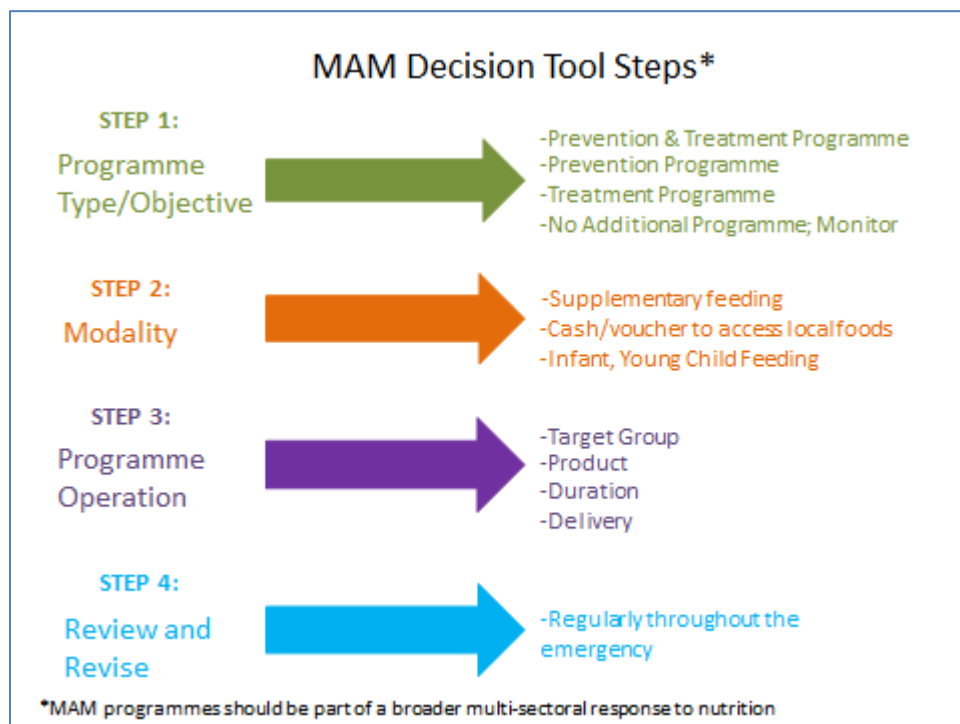 MAM Decision Tool Steps*
STEP 1:
Programme
Type/Objective
-Prevention & Treatment Programme
-Prevention Programme
-Treatment Programme
-No Additional Programme; Monitor
STEP 2:
Modality
-Supplementary feeding
-Cash/voucher to access local foods
-Infant, Young Child Feeding
STEP 3:
Programme
Operation
-Target Group
-Product
-Duration
-Delivery
STEP 4:
Review and
Revise
-Regularly throughout the
emergency
*MAM programmes should be part of a broader multi-sectoral response to nutrition